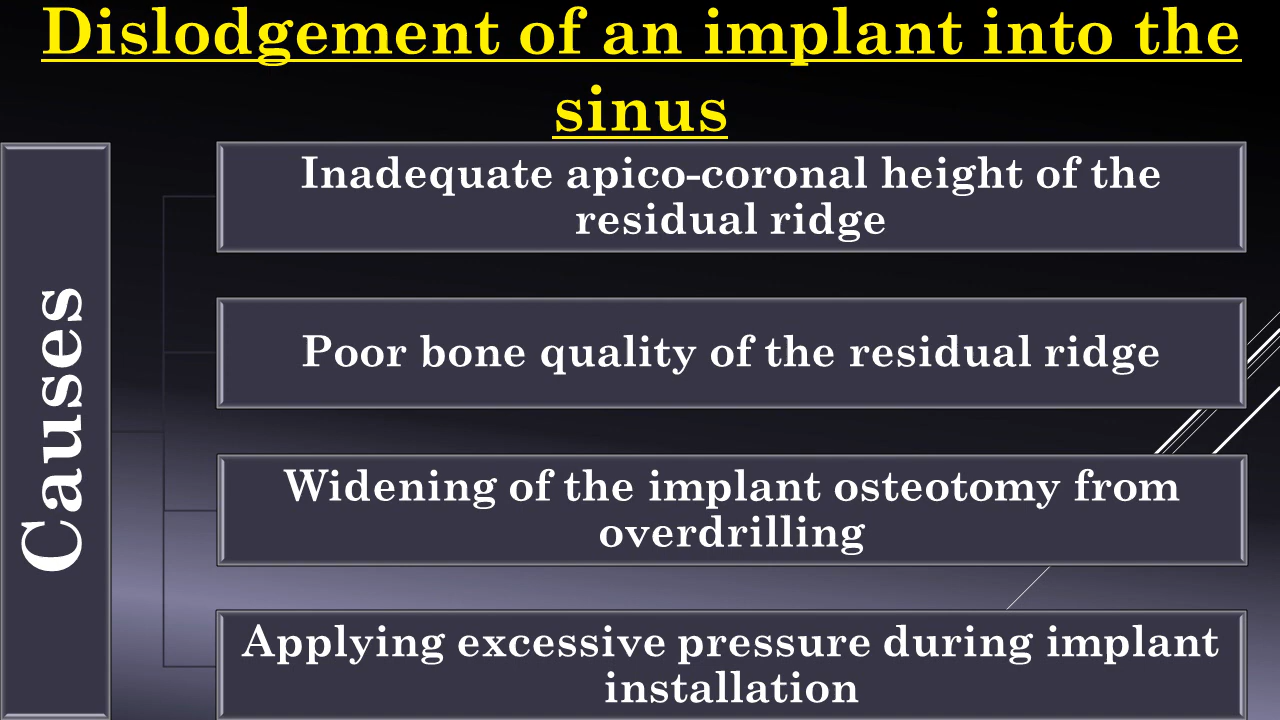 Dislodgement of an implant into the
sinus
Causes
Inadequate apico-coronal height of the
residual ridge
Poor bone quality of the residual ridge
Widening of the implant osteotomy from
overdrilling
Applying excessive pressure during implant
installation